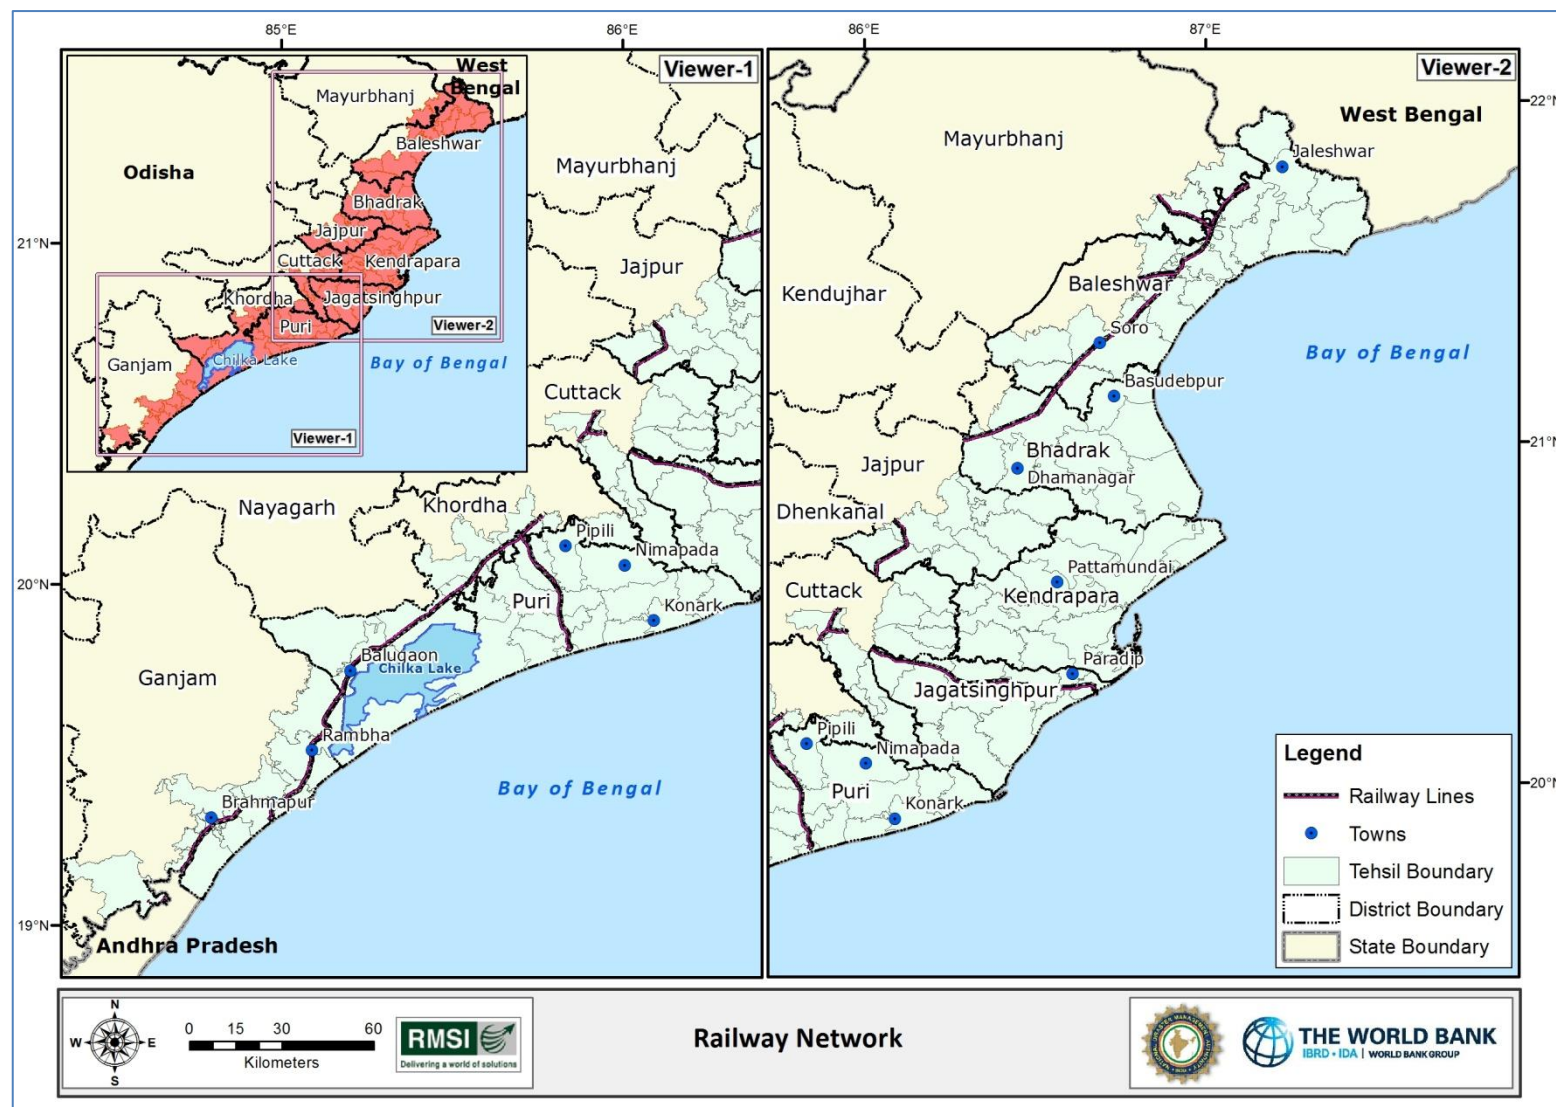 85°E
86°E
86°E
87°E
22°N
21°N
20°N
19°N
21°N
20°N
Viewer-1
West
Bengal
Mayurbhanj
Baleshwar
Odisha
Bhadrak
Jajpur
Cuttack
Kendrapara
Khordha
Jagatsinghpur
Puri
Viewer-2
Ganjam
Chilka Lake
Bay of Bengal
Viewer-1
Mayurbhanj
Jajpur
Cuttack
Nayagarh
Khordha
Pipili
Nimapada
Puri
Konark
Balugaon
Chilka Lake
Ganjam
Rambha
Bay of Bengal
Brahmapur
Andhra Pradesh
Viewer-2
West Bengal
Mayurbhanj
Jaleshwar
Kendujhar
Baleshwar
Soro
Bay of Bengal
Basudebpur
Bhadrak
Jajpur
Dhamanagar
Dhenkanal
Pattamundai
Cuttack
Kendrapara
Paradip
Jagatsinghpur
Pipili
Nimapada
Puri
Konark
Legend
Railway Lines
Towns
Tehsil Boundary
District Boundary
State Boundary
N
W E
S
0 15 30 60
Kilometers
RMSI
Delivering a world of solutions
Railway Network
THE WORLD BANK
IBRD • IDA | WORLD BANK GROUP